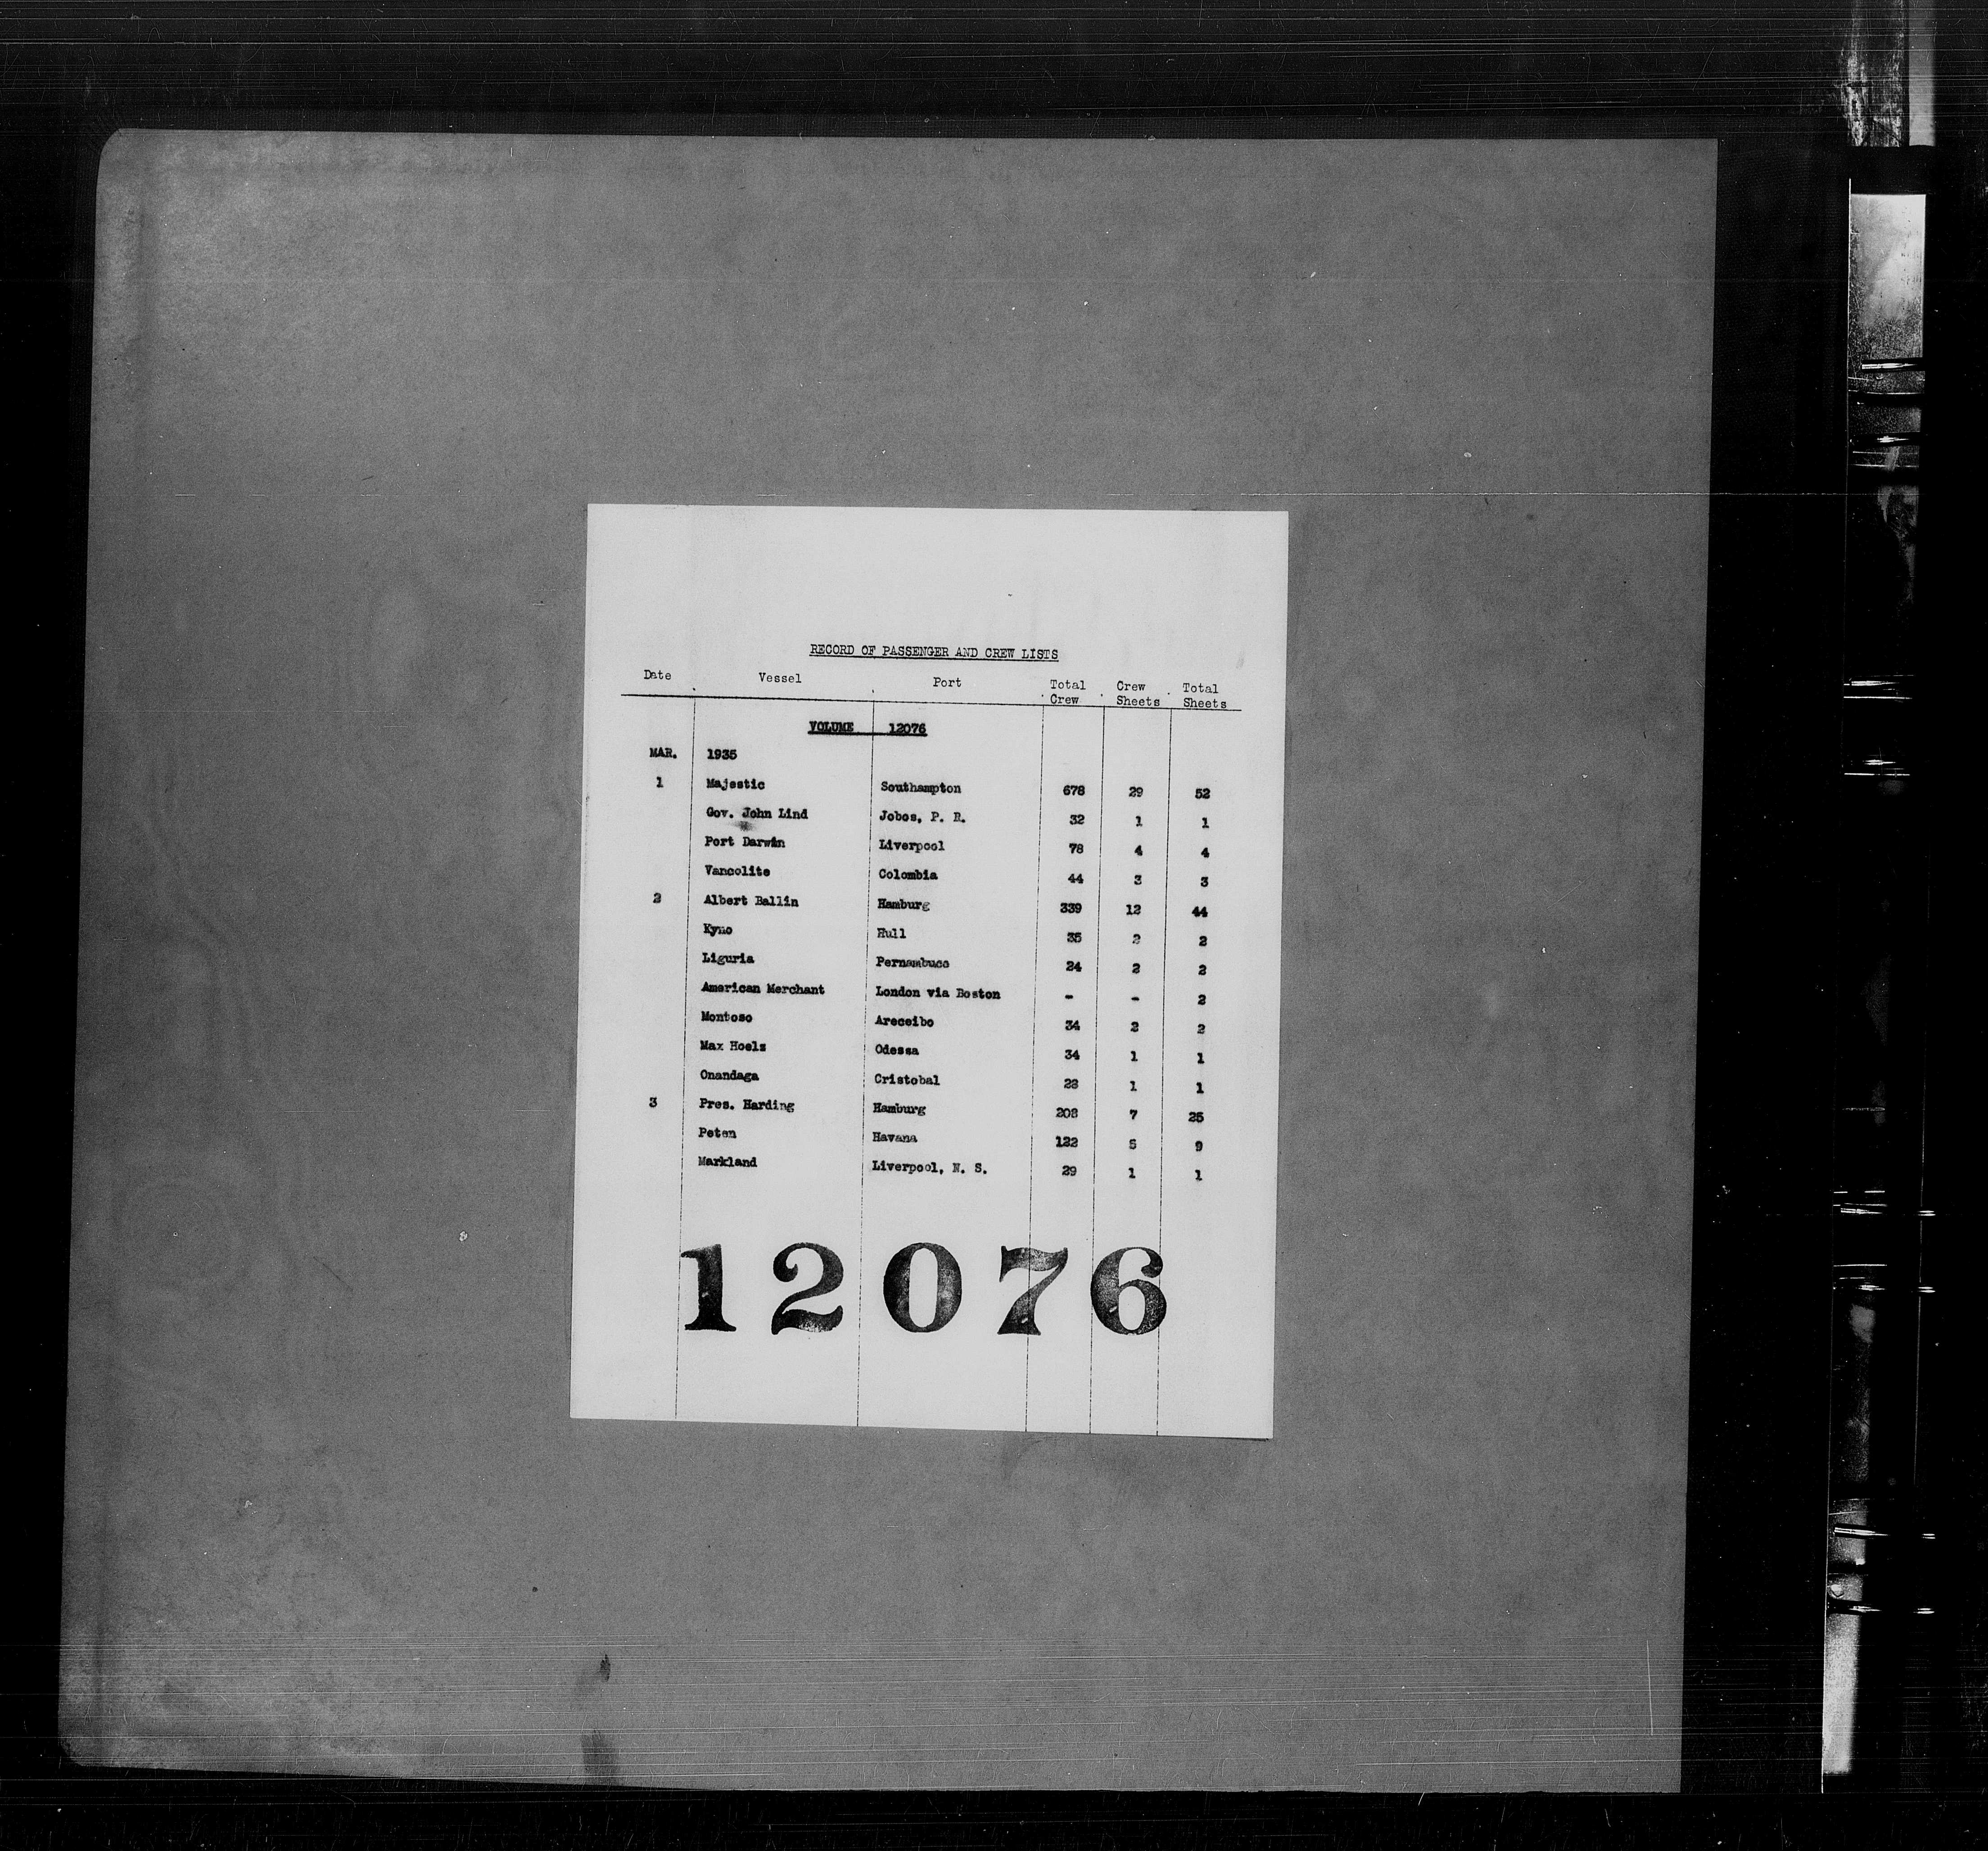 RECORD OF PASSENGER AND CREW LISTS
Date Vessel Port Total Crew Crew Sheets Total Sheets
VOLUME 12076
MAR. 1935
1 Majestic Southampton 678 29 52
Gov. John Lind Jobos, P. R. 32 1 1
Port Darwin Liverpool 78 4 4
Vancolite Colombia 44 3 3
2 Albert Ballin Hamburg 339 12 44
Kyno Hull 35 2 2
Liguria Pernambuco 24 2 2
American Merchant London via Boston - - 2
Montoso Areceibo 34 2 2
Max Hoelz Odessa 34 1 1
Onandaga Cristobal 1 1
3 Pres. Harding Hamburg 7 25
Peten Havana 122 5 9
Markland Liverpool, N. S. 29 1 1
12076